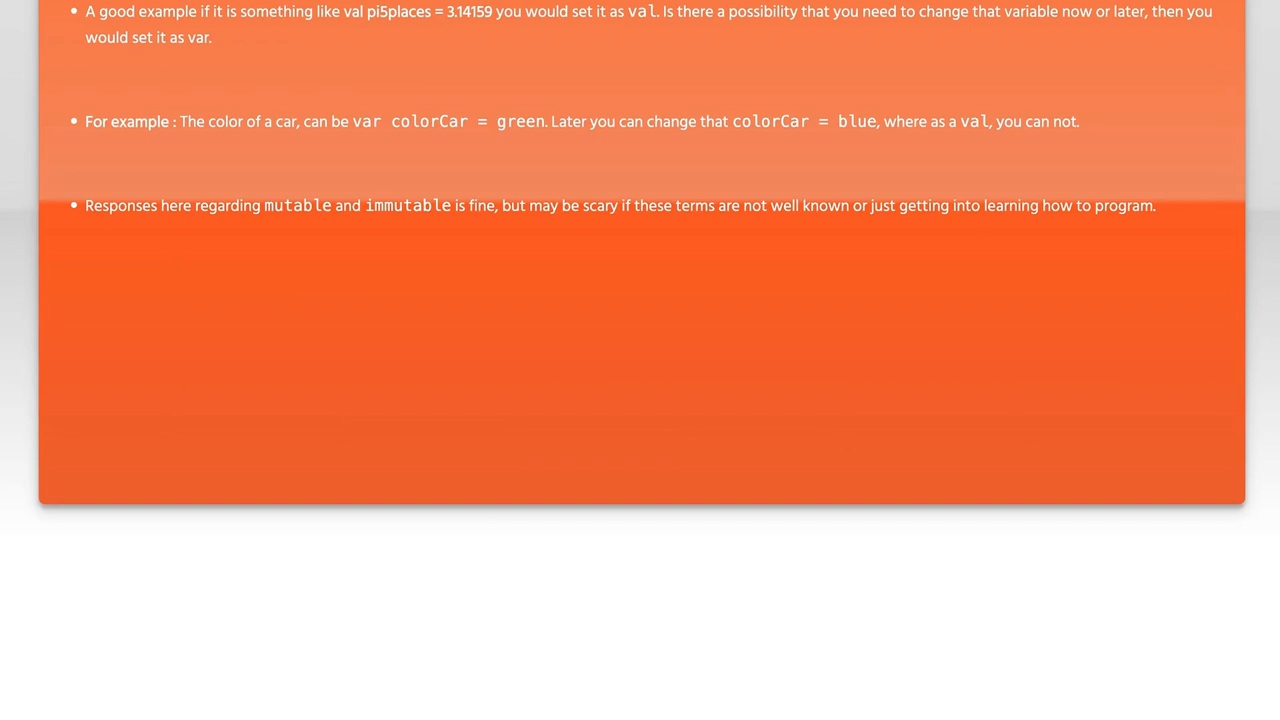 • A good example if it is something like val pi5places = 3.14159 you would set it as val. Is there a possibility that you need to change that variable now or later, then you
would set it as var.
• For example : The color of a car, can be var colorCar = green. Later you can change that colorCar = blue, where as a val, you can not.
• Responses here regarding mutable and immutable is fine, but may be scary if these terms are not well known or just getting into learning how to program.